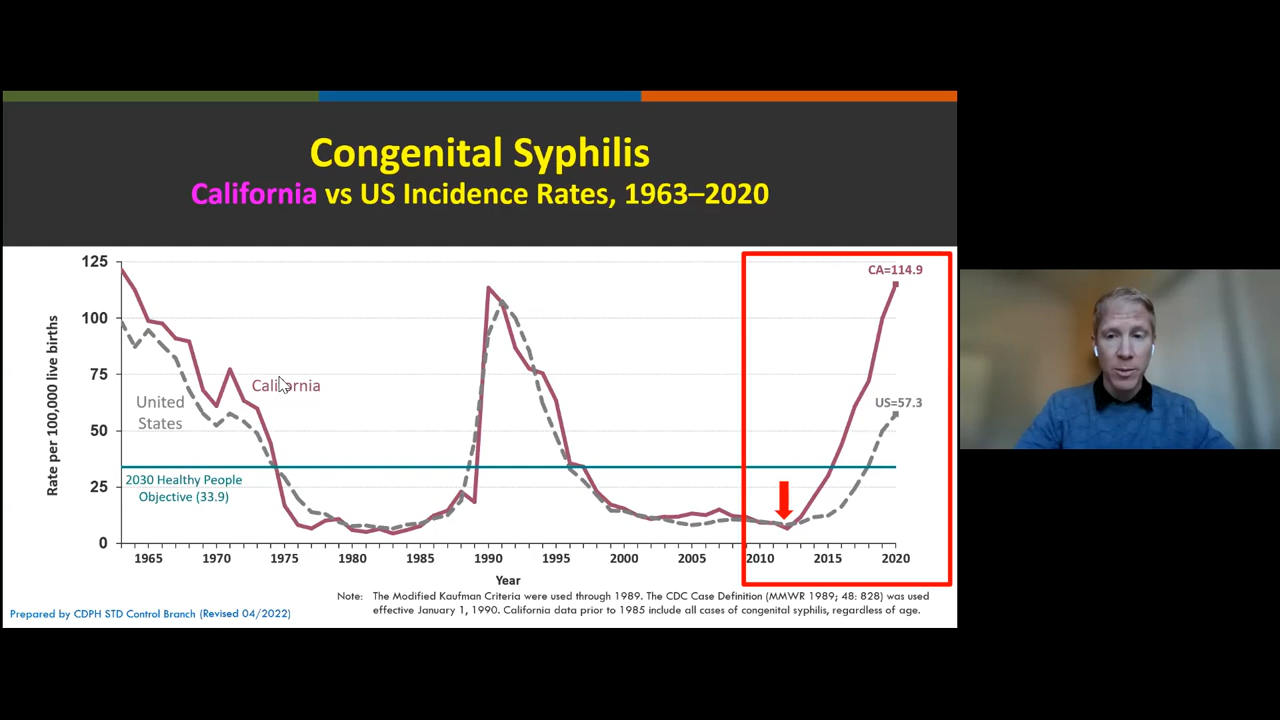 Congenital Syphilis
California vs US Incidence Rates, 1963–2020
Rate per 100,000 live births
125
100
75
50
25
0
CA=114.9
US=57.3
California
United
States
2030 Healthy People
Objective (33.9)
1965 1970 1975 1980 1985 1990 1995 2000 2005 2010 2015 2020
Year
Note: The Modified Kaufman Criteria were used through 1989. The CDC Case Definition (MMWR 1989; 48: 828) was used
effective January 1, 1990. California data prior to 1985 include all cases of congenital syphilis, regardless of age.
Prepared by CDPH STD Control Branch (Revised 04/2022)